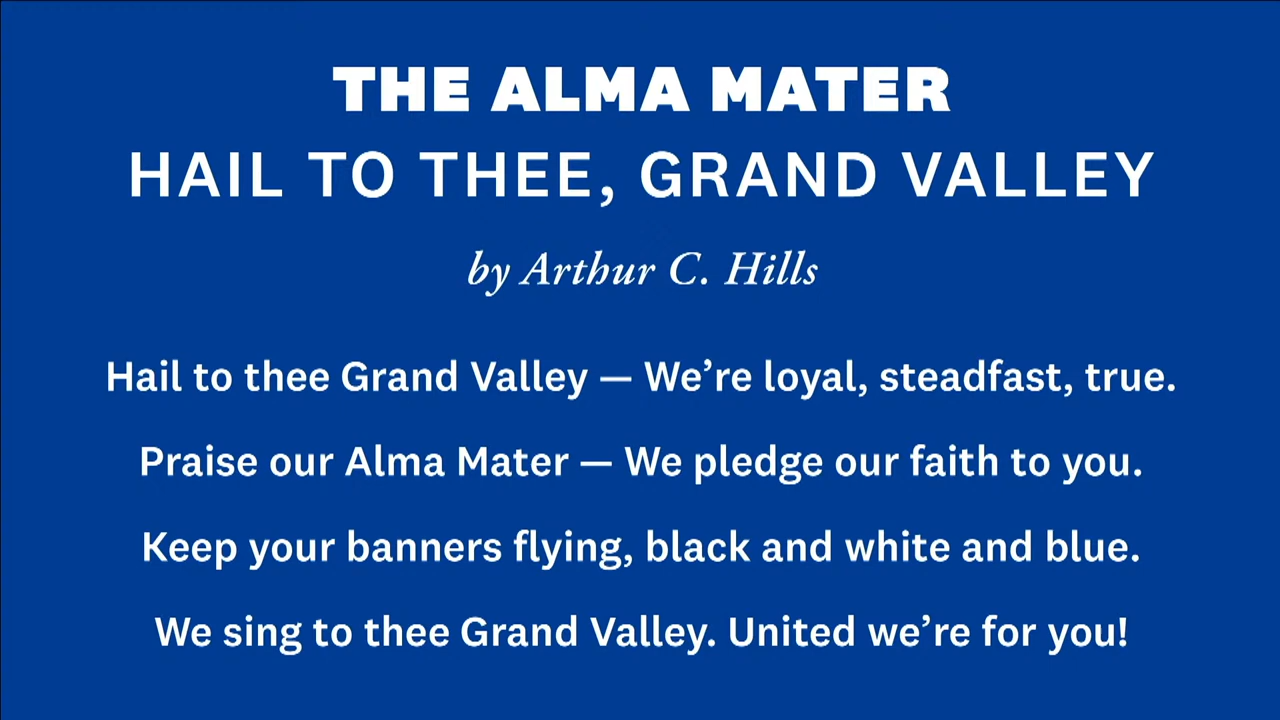 THE ALMA MATER
HAIL TO THEE, GRAND VALLEY
by Arthur C. Hills
Hail to thee Grand Valley — We’re loyal, steadfast, true.
Praise our Alma Mater — We pledge our faith to you.
Keep your banners flying, black and white and blue.
We sing to thee Grand Valley. United we’re for you!